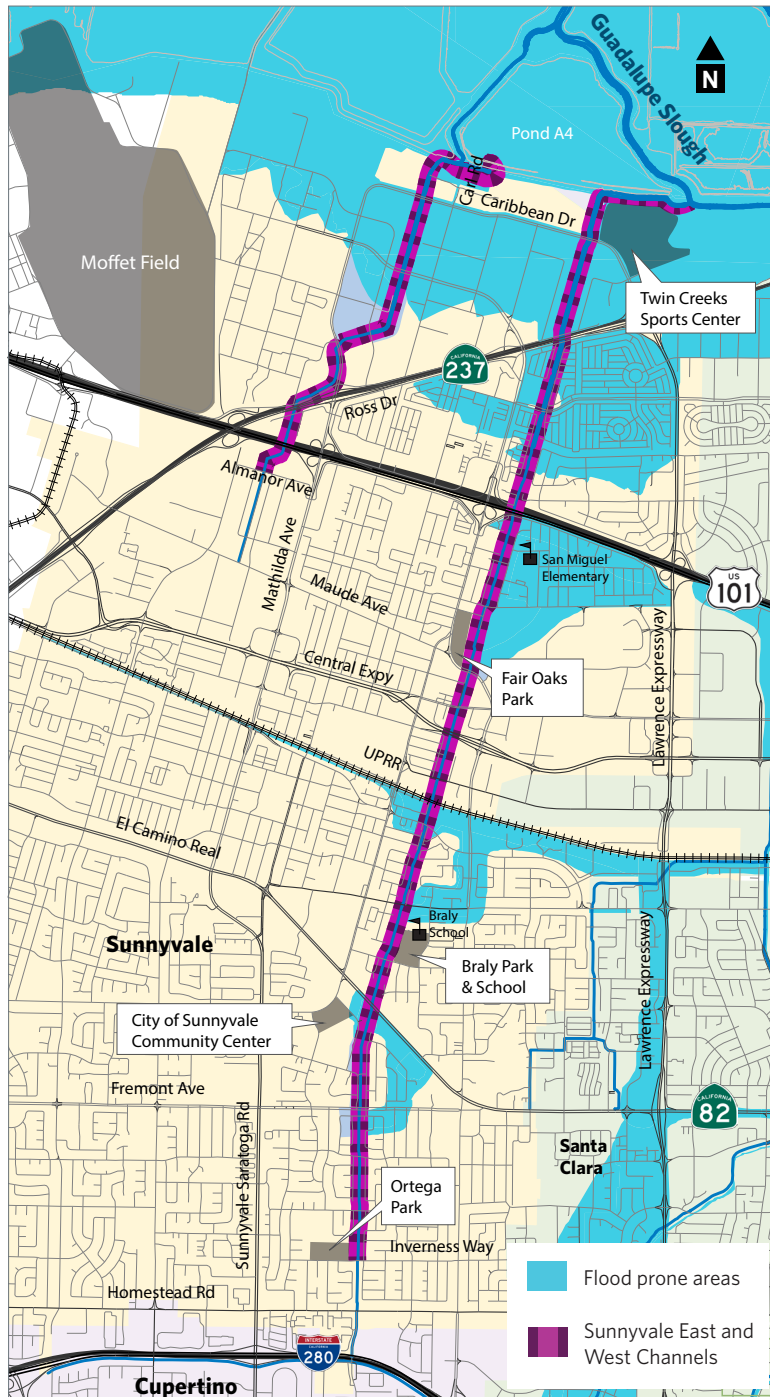 Guadalupe Slough
N
Pond A4
Carl Rd
Caribbean Dr
Moffet Field
Twin Creeks
Sports Center
CALIFORNIA
237
Ross Dr
Almanor Ave
Mathilda Ave
San Miguel
Elementary
US
101
Maude Ave
Lawrence Expressway
Central Expy
Fair Oaks
Park
UPRR
El Camino Real
Braly
School
Sunnyvale
Braly Park
& School
Lawrence Expressway
City of Sunnyvale
Community Center
Fremont Ave
CALIFORNIA
82
Sunnyvale Saratoga Rd
Santa
Clara
Ortega
Park
Inverness Way
Homestead Rd
Flood prone areas
Sunnyvale East and
West Channels
INTERSTATE
CALIFORNIA
280
Cupertino